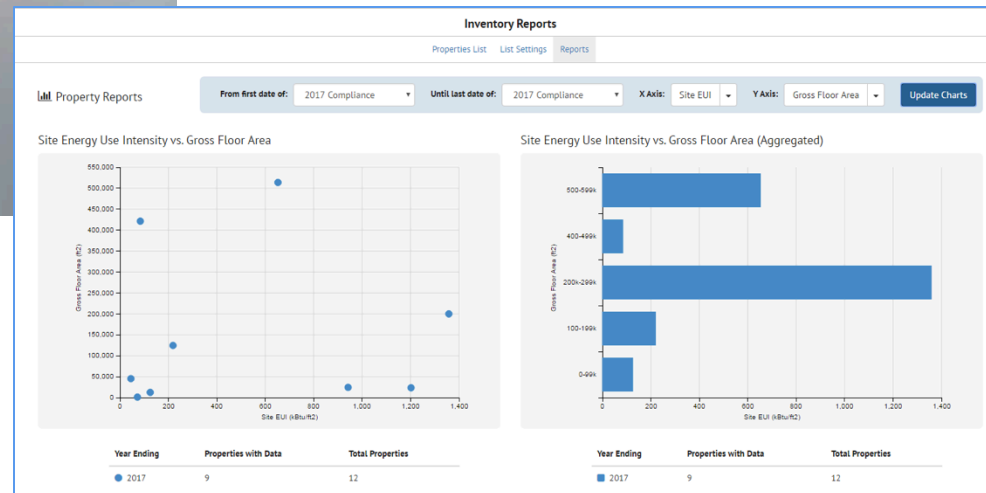 Inventory Reports
Properties List List Settings Reports
Property Reports
From first date of: 2017 Compliance Until last date of: 2017 Compliance X Axis: Site EUI Y Axis: Gross Floor Area Update Charts
Site Energy Use Intensity vs. Gross Floor Area
550,000
500,000
450,000
400,000
350,000
300,000
250,000
200,000
150,000
100,000
50,000
0
Gross Floor Area (ft2)
0 200 400 600 800 1,000 1,200 1,400
Site EUI (kBtu/ft2)
Year Ending Properties with Data Total Properties
2017 9 12
Site Energy Use Intensity vs. Gross Floor Area (Aggregated)
500-599k
400-499k
200k-299k
100-199k
0-99k
Gross Floor Area (ft2)
0 200 400 600 800 1,000 1,200 1,400
Site EUI (kBtu/ft2)
Year Ending Properties with Data Total Properties
2017 9 12